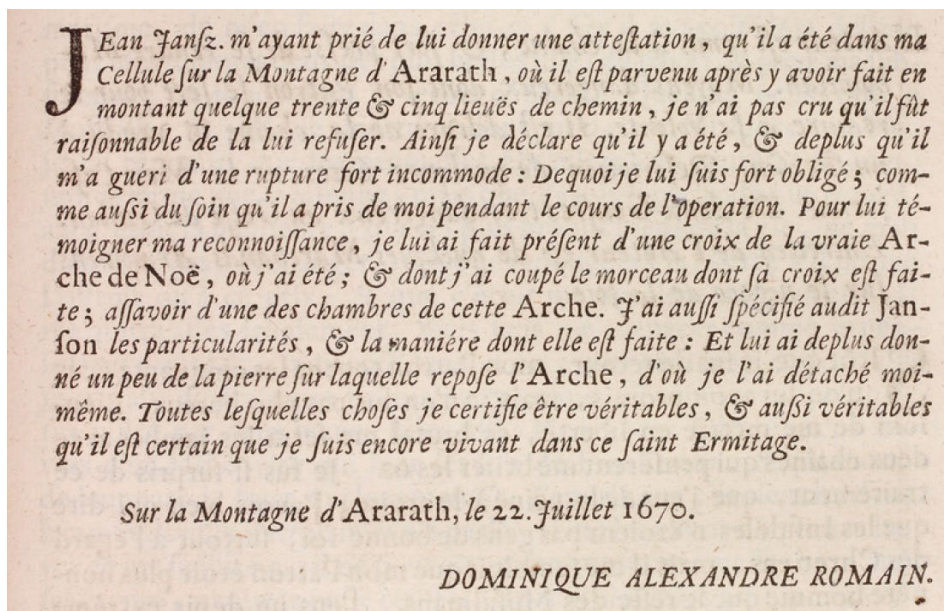 JEan Janſz. m'ayant prié de lui donner une atteſtation, qu'il a été dans ma
Cellule ſur la Montagne d'Ararath, où il eſt parvenu après y avoir fait en
montant quelque trente & cinq lieuës de chemin, je n'ai pas cru qu'il fût
raiſonnable de la lui refuſer. Ainſi je déclare qu'il y a été, & deplus qu'il
m'a gueri d'une rupture fort incommode: Dequoi je lui ſuis fort obligé; com-
me auſſi du ſoin qu'il a pris de moi pendant le cours de l'operation. Pour lui té-
moigner ma reconnoiſſance, je lui ai fait préſent d'une croix de la vraie Ar-
che de Noë, où j'ai été; & dont j'ai coupé le morceau dont ſa croix eſt fai-
te; aſſavoir d'une des chambres de cette Arche. J'ai auſſi ſpécifié audit Jan-
ſon les particularités, & la maniére dont elle eſt faite: Et lui ai deplus don-
né un peu de la pierre ſur laquelle repoſe l'Arche, d'où je l'ai détaché moi-
même. Toutes leſquelles choſes je certifie être véritables, & auſſi véritables
qu'il eſt certain que je ſuis encore vivant dans ce ſaint Ermitage.
Sur la Montagne d'Ararath, le 22. Juillet 1670.
DOMINIQUE ALEXANDRE ROMAIN.